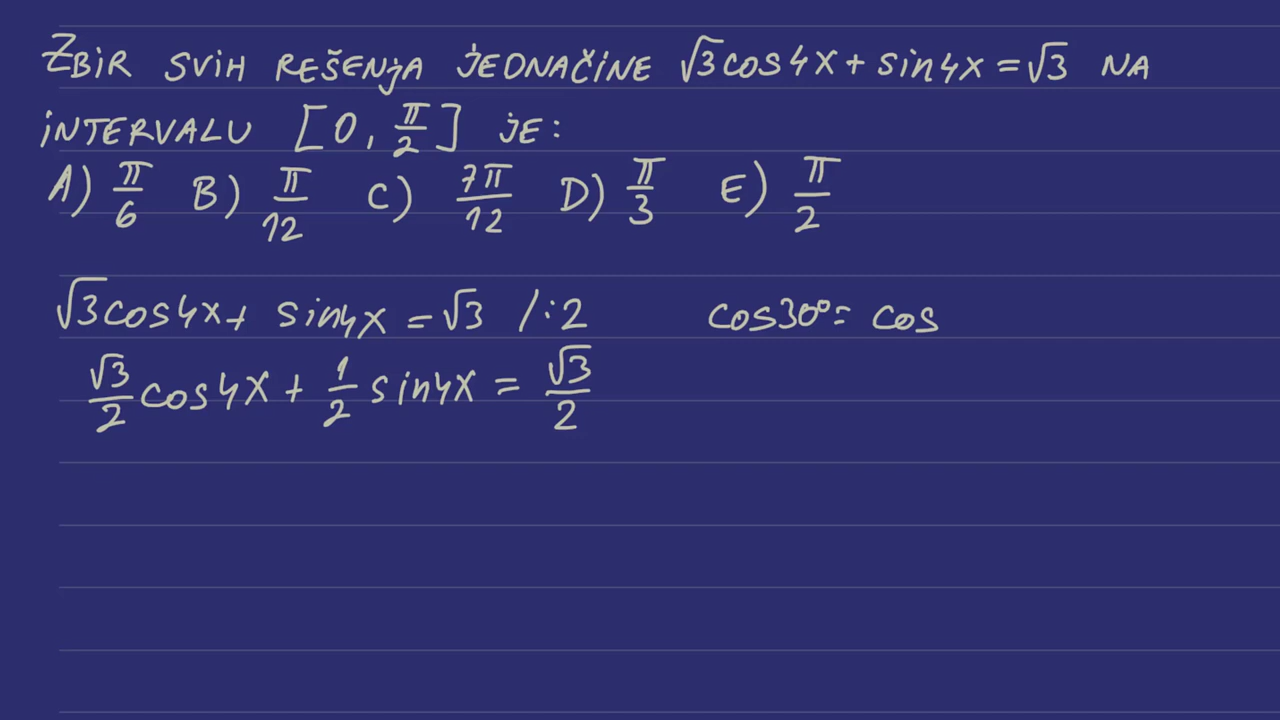 ZBIR SVIH REŠENJA JEDNAČINE √3cos4x + sin4x = √3 NA
INTERVALU [0, π/2] JE:
A) π/6 B) π/12 C) 7π/12 D) π/3 E) π/2
√3cos4x + sin4x = √3 /:2 cos30° = cos
√3/2 cos4x + 1/2 sin4x = √3/2